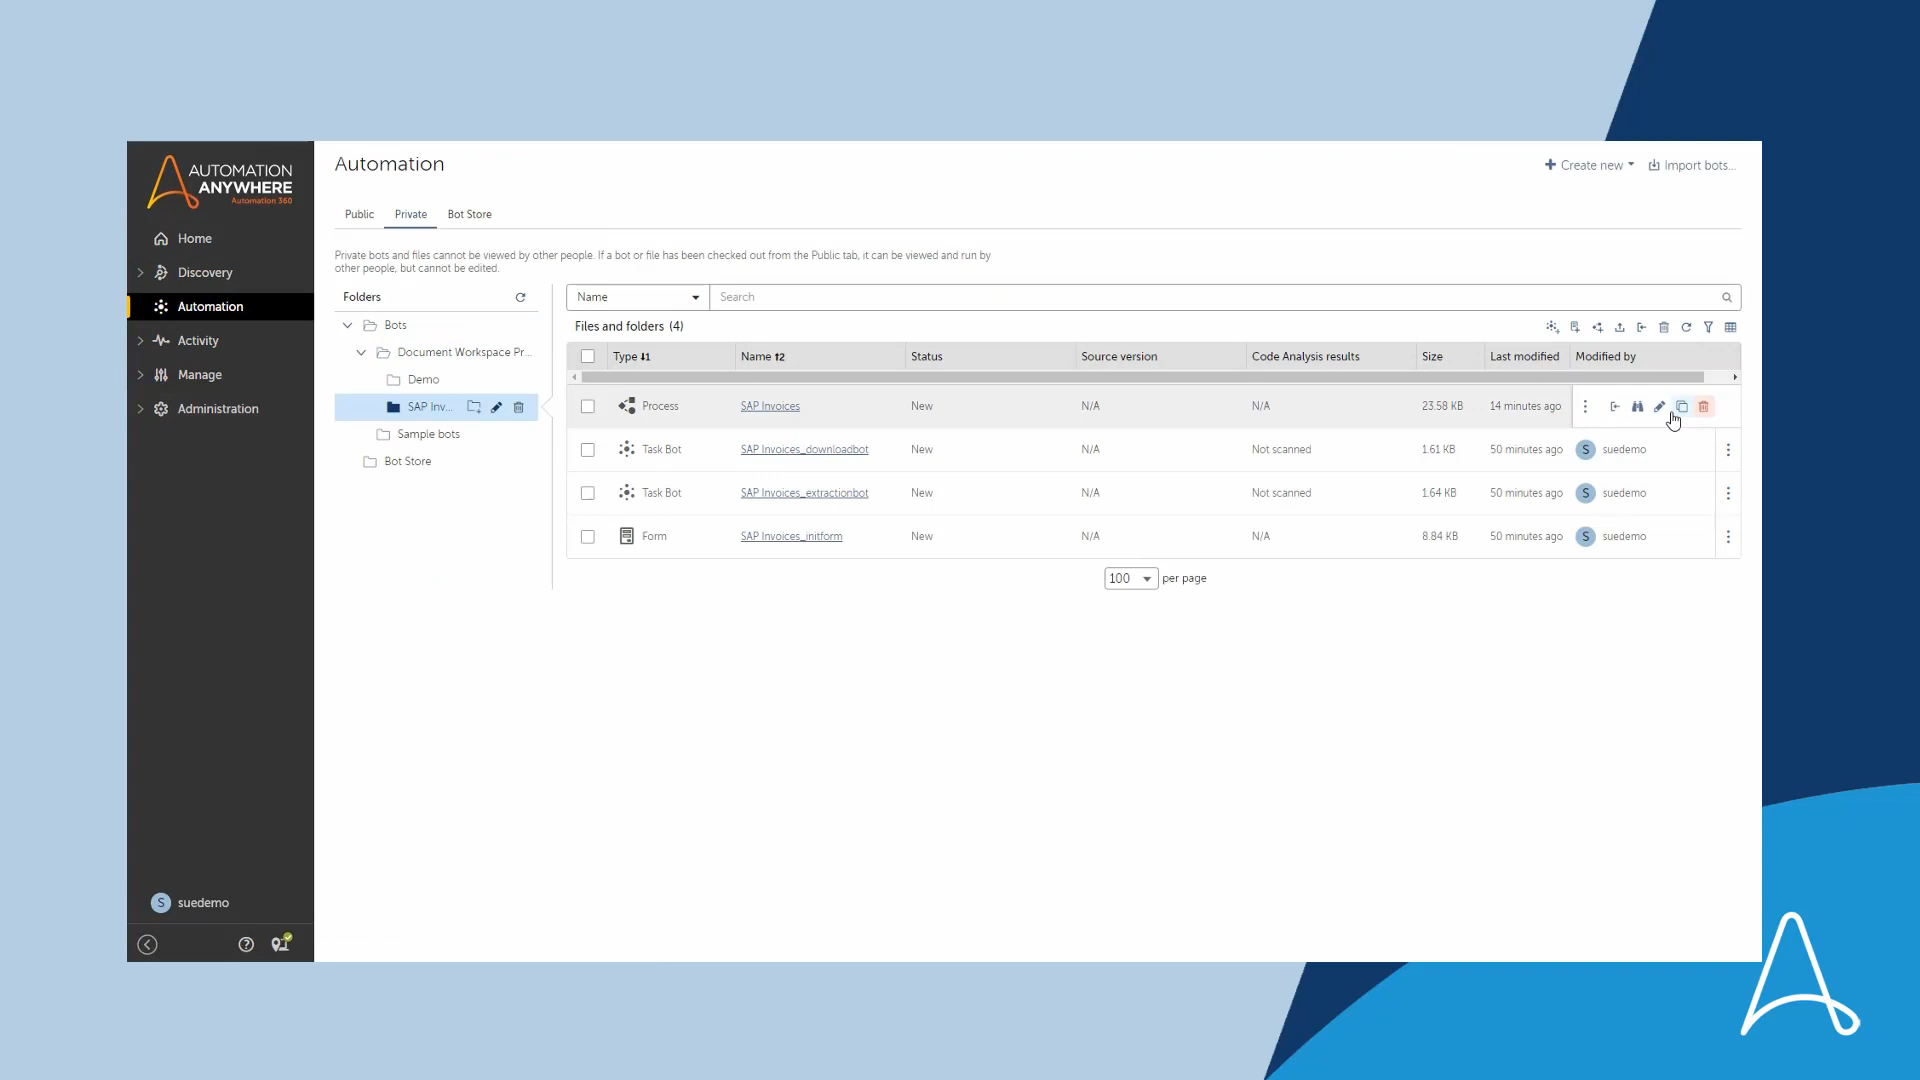 AUTOMATION
ANYWHERE
Automation 360
Home
Discovery
Automation
Activity
Manage
Administration
S suedemo
Automation
Create new
Import bots...
Public
Private
Bot Store
Private bots and files cannot be viewed by other people. If a bot or file has been checked out from the Public tab, it can be viewed and run by
other people, but cannot be edited.
Folders
Bots
Document Workspace Pr...
Demo
SAP Inv...
Sample bots
Bot Store
Name
Search
Files and folders (4)
Type Name Status Source version Code Analysis results Size Last modified Modified by
Process SAP Invoices New N/A N/A 23.58 KB 14 minutes ago
Task Bot SAP Invoices_downloadbot New N/A Not scanned 1.61 KB 50 minutes ago S suedemo
Task Bot SAP Invoices_extractionbot New N/A Not scanned 1.64 KB 50 minutes ago S suedemo
Form SAP Invoices_initform New N/A N/A 8.84 KB 50 minutes ago S suedemo
100 per page